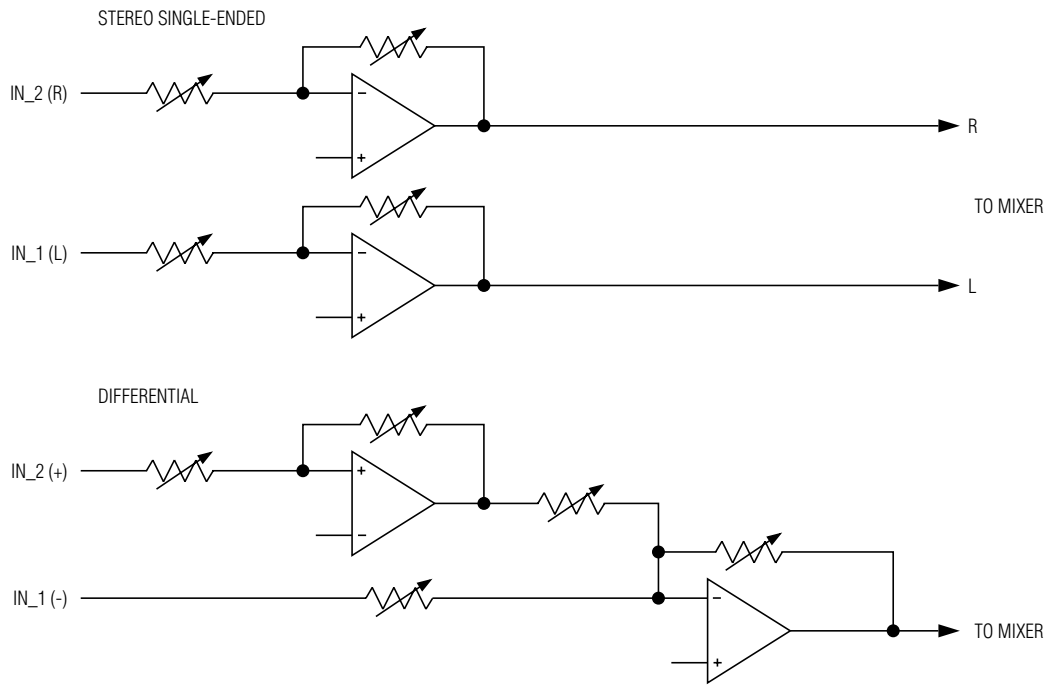 STEREO SINGLE-ENDED
IN_2 (R)
−
+
R
TO MIXER
IN_1 (L)
−
+
L
DIFFERENTIAL
IN_2 (+)
+
−
IN_1 (-)
−
+
TO MIXER